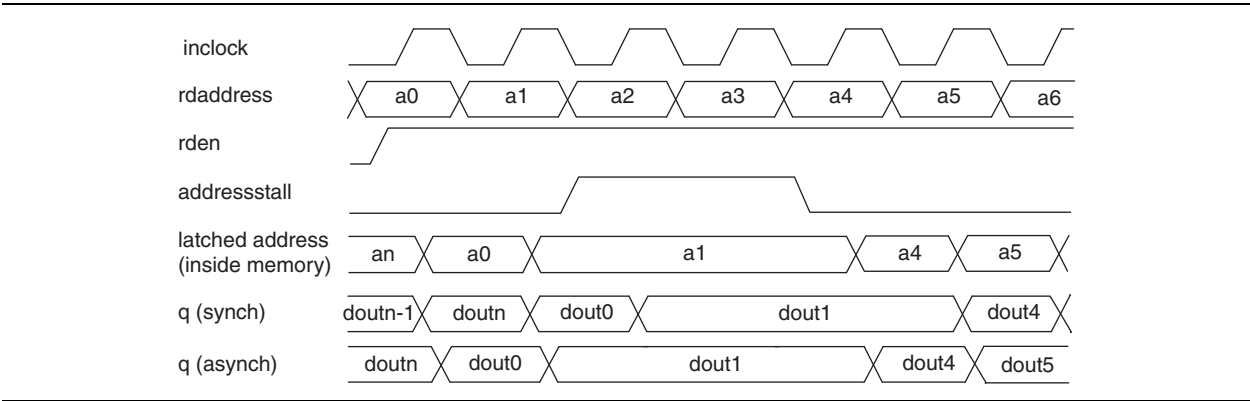 inclock
rdaddress a0 a1 a2 a3 a4 a5 a6
rden
addressstall
latched address
(inside memory) an a0 a1 a4 a5
q (synch) doutn-1 doutn dout0 dout1 dout4
q (asynch) doutn dout0 dout1 dout4 dout5